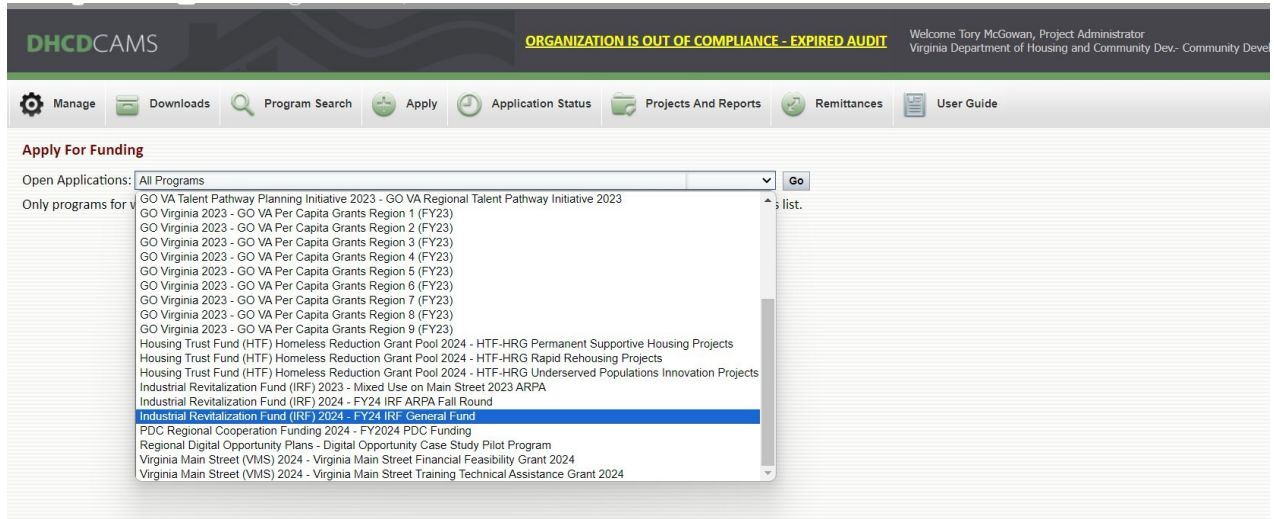 DHCDCAMS
ORGANIZATION IS OUT OF COMPLIANCE - EXPIRED AUDIT
Welcome Tory McGowan, Project Administrator
Virginia Department of Housing and Community Dev.- Community Devel
Manage
Downloads
Program Search
Apply
Application Status
Projects And Reports
Remittances
User Guide
Apply For Funding
Open Applications: All Programs Go
Only programs for s list.
GO VA Talent Pathway Planning Initiative 2023 - GO VA Regional Talent Pathway Initiative 2023
GO Virginia 2023 - GO VA Per Capita Grants Region 1 (FY23)
GO Virginia 2023 - GO VA Per Capita Grants Region 2 (FY23)
GO Virginia 2023 - GO VA Per Capita Grants Region 3 (FY23)
GO Virginia 2023 - GO VA Per Capita Grants Region 4 (FY23)
GO Virginia 2023 - GO VA Per Capita Grants Region 5 (FY23)
GO Virginia 2023 - GO VA Per Capita Grants Region 6 (FY23)
GO Virginia 2023 - GO VA Per Capita Grants Region 7 (FY23)
GO Virginia 2023 - GO VA Per Capita Grants Region 8 (FY23)
GO Virginia 2023 - GO VA Per Capita Grants Region 9 (FY23)
Housing Trust Fund (HTF) Homeless Reduction Grant Pool 2024 - HTF-HRG Permanent Supportive Housing Projects
Housing Trust Fund (HTF) Homeless Reduction Grant Pool 2024 - HTF-HRG Rapid Rehousing Projects
Housing Trust Fund (HTF) Homeless Reduction Grant Pool 2024 - HTF-HRG Underserved Populations Innovation Projects
Industrial Revitalization Fund (IRF) 2023 - Mixed Use on Main Street 2023 ARPA
Industrial Revitalization Fund (IRF) 2024 - FY24 IRF ARPA Fall Round
Industrial Revitalization Fund (IRF) 2024 - FY24 IRF General Fund
PDC Regional Cooperation Funding 2024 - FY2024 PDC Funding
Regional Digital Opportunity Plans - Digital Opportunity Case Study Pilot Program
Virginia Main Street (VMS) 2024 - Virginia Main Street Financial Feasibility Grant 2024
Virginia Main Street (VMS) 2024 - Virginia Main Street Training Technical Assistance Grant 2024